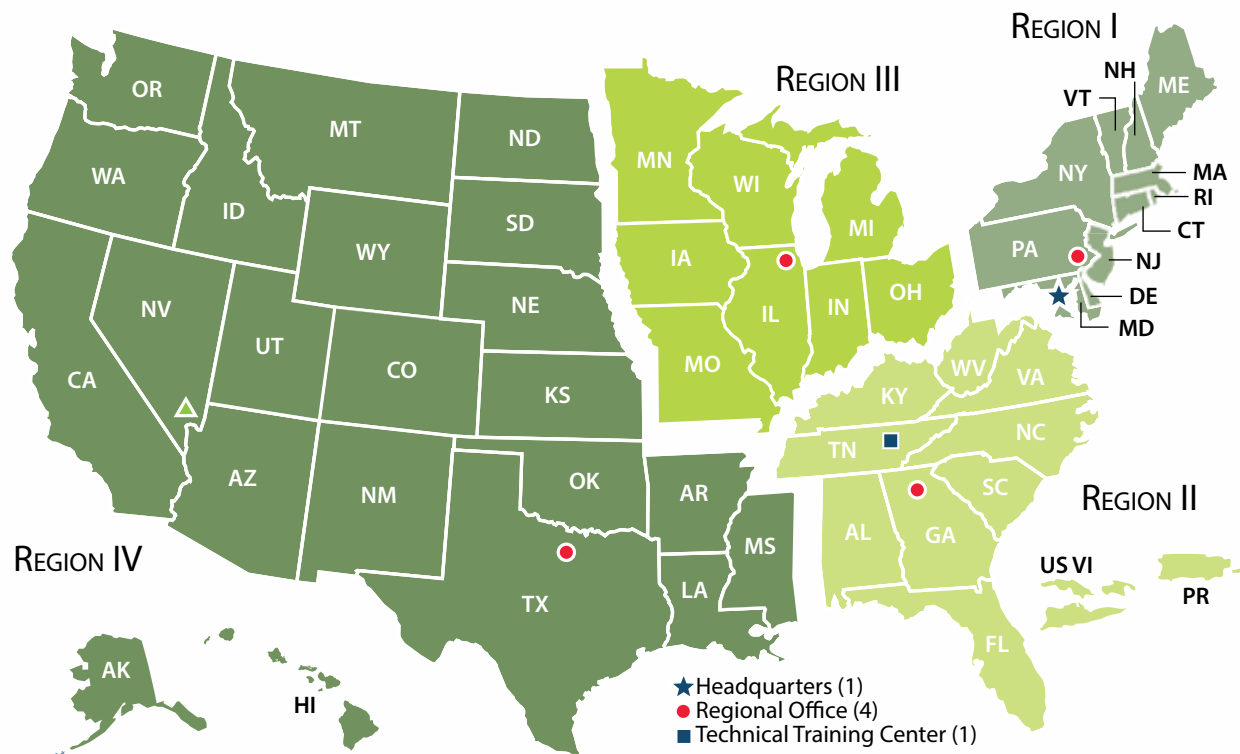 REGION I
REGION III
NH
ME
VT
OR
MT
ND
MN
WA
WI
NY
MA
RI
ID
SD
MI
CT
WY
IA
PA
NJ
NV
NE
OH
DE
IL
IN
MD
UT
CO
MO
WV
VA
CA
KS
KY
NC
TN
AZ
NM
OK
AR
SC
REGION II
AL
GA
MS
REGION IV
US VI
LA
PR
TX
FL
AK
HI
Headquarters (1)
Regional Office (4)
Technical Training Center (1)